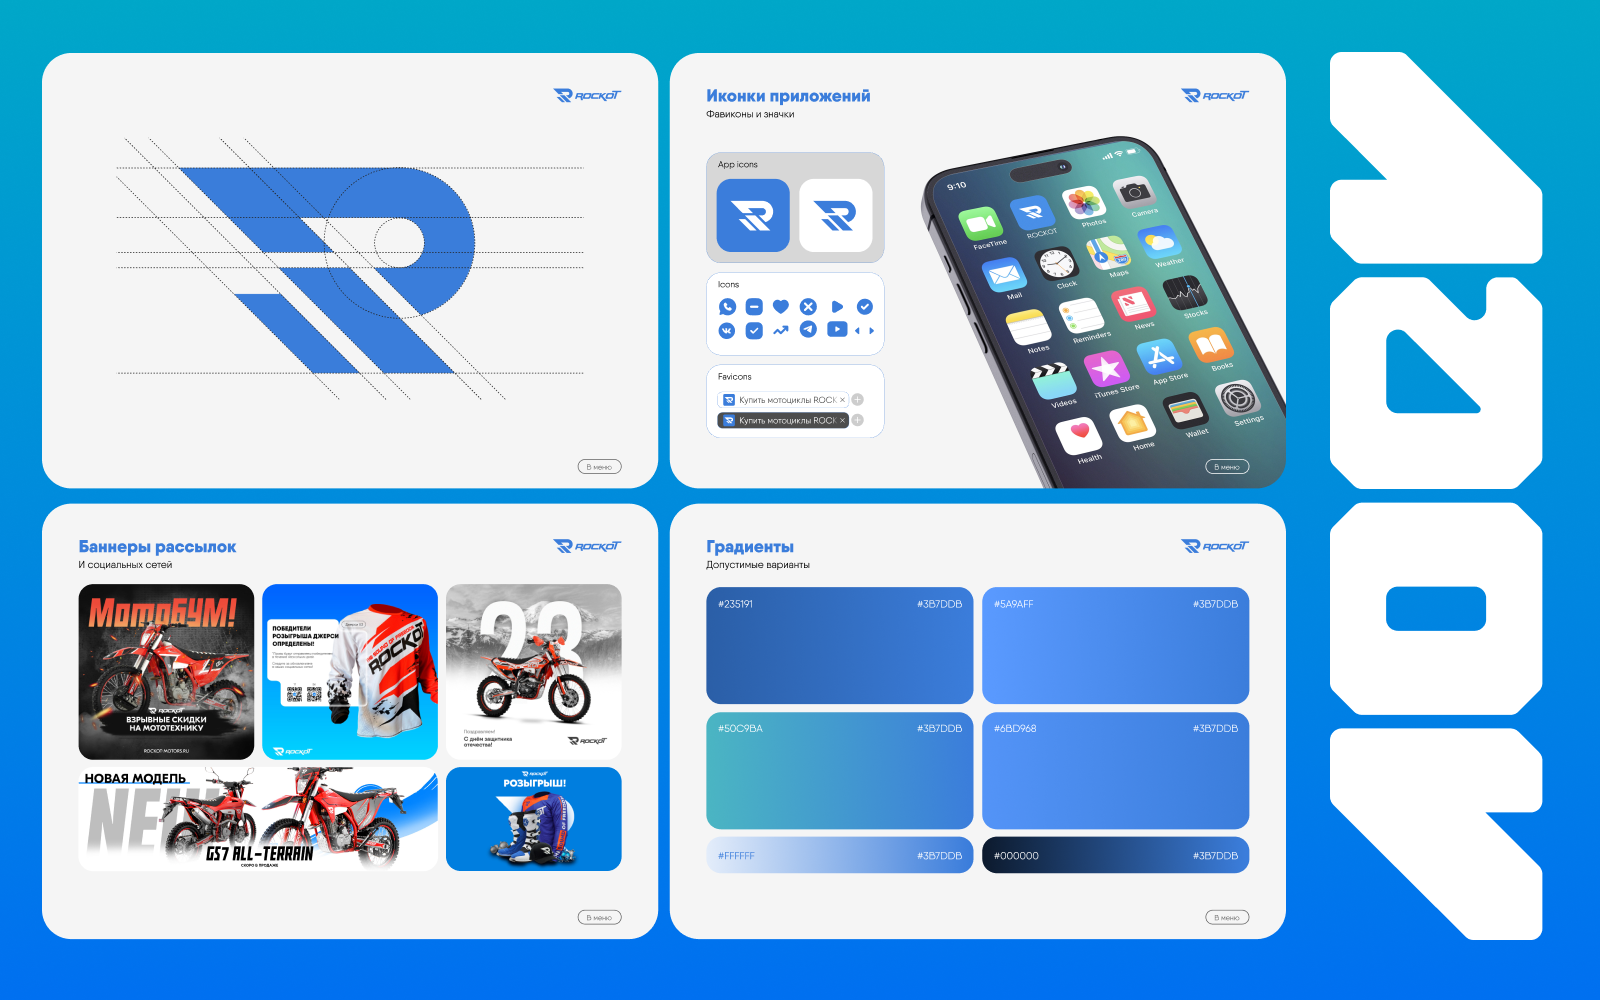 ROCKOT
В меню
Иконки приложений
Фавиконы и значки
ROCKOT
App icons
Icons
Favicons
Купить мотоциклы ROCK
Купить мотоциклы ROCK
9:10
FaceTime
ROCKOT
Photos
Camera
Mail
Clock
Maps
Weather
Notes
Reminders
News
Stocks
Videos
iTunes Store
App Store
Books
Health
Home
Wallet
Settings
В меню
Баннеры рассылок
И социальных сетей
ROCKOT
МотоБУМ!
ROCKOT
ВЗРЫВНЫЕ СКИДКИ
НА МОТОТЕХНИКУ
ROCKOT-MOTORS.RU
ПОБЕДИТЕЛИ
РОЗЫГРЫША ДЖЕРСИ
ОПРЕДЕЛЕНЫ!
ROCKOT
ROCKOT
23
Поздравляем!
С днём защитника
отечества!
ROCKOT
НОВАЯ МОДЕЛЬ
NEW
GS7 ALL-TERRAIN
СКОРО В ПРОДАЖЕ
ROCKOT
РОЗЫГРЫШ!
В меню
Градиенты
Допустимые варианты
ROCKOT
#235191 #3B7DDB
#5A9AFF #3B7DDB
#50C9BA #3B7DDB
#6BD968 #3B7DDB
#FFFFFF #3B7DDB
#000000 #3B7DDB
В меню